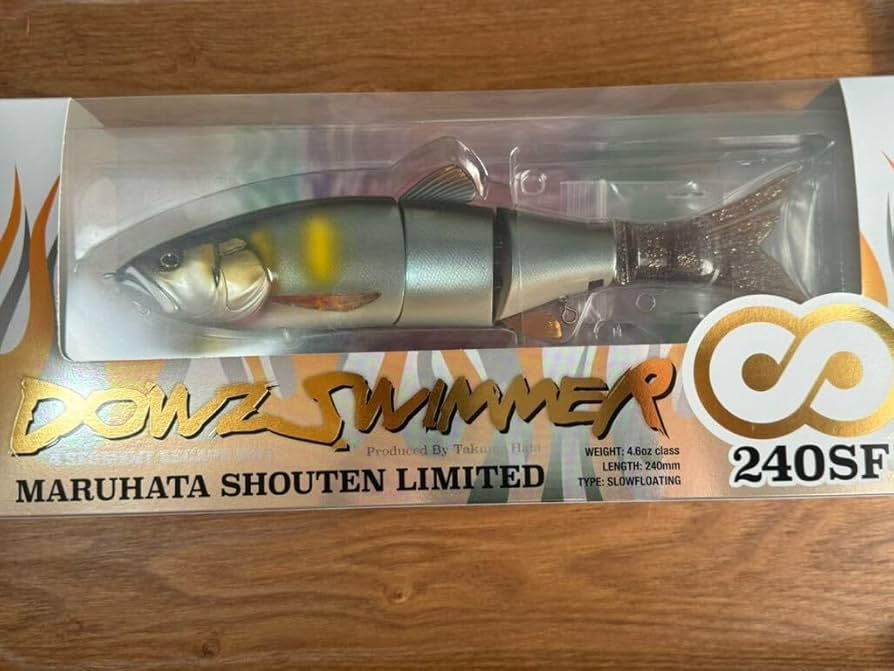 DOWZ SWIMMER
Produced By Takuma Hata
MARUHATA SHOUTEN LIMITED
WEIGHT: 4.6oz class
LENGTH: 240mm
TYPE: SLOWFLOATING
240SF